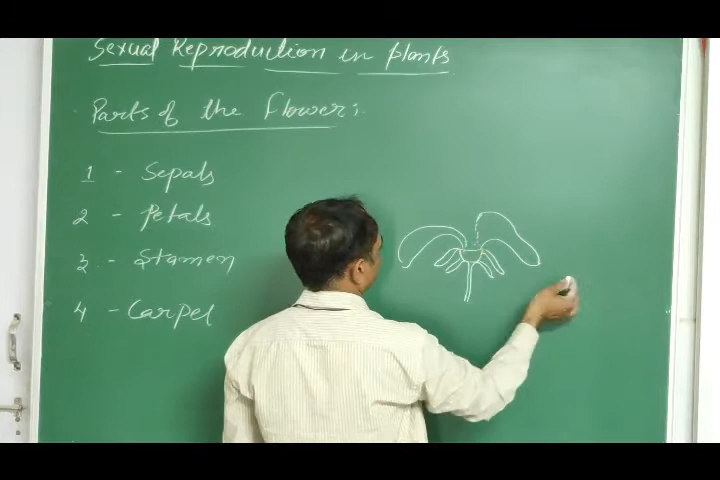 Sexual Reproduction in plants
Parts of the Flower:
1 - Sepals
2 - Petals
3 - Stamen
4 - Carpel